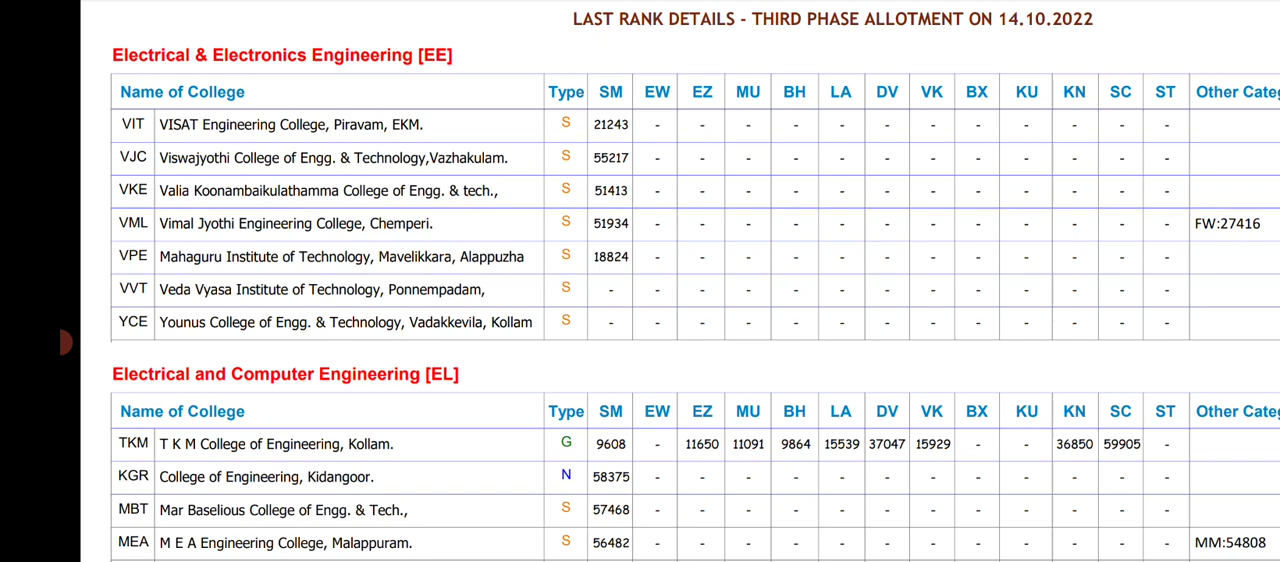 LAST RANK DETAILS - THIRD PHASE ALLOTMENT ON 14.10.2022
Electrical & Electronics Engineering [EE]
Name of College Type SM EW EZ MU BH LA DV VK BX KU KN SC ST Other Categ
VIT VISAT Engineering College, Piravam, EKM. S 21243 - - - - - - - - - - - -
VJC Viswajyothi College of Engg. & Technology,Vazhakulam. S 55217 - - - - - - - - - - - -
VKE Valia Koonambaikulathamma College of Engg. & tech., S 51413 - - - - - - - - - - - -
VML Vimal Jyothi Engineering College, Chemperi. S 51934 - - - - - - - - - - - - FW:27416
VPE Mahaguru Institute of Technology, Mavelikkara, Alappuzha S 18824 - - - - - - - - - - - -
VVT Veda Vyasa Institute of Technology, Ponnempadam, S - - - - - - - - - - - - -
YCE Younus College of Engg. & Technology, Vadakkevila, Kollam S - - - - - - - - - - - - -
Electrical and Computer Engineering [EL]
Name of College Type SM EW EZ MU BH LA DV VK BX KU KN SC ST Other Categ
TKM T K M College of Engineering, Kollam. G 9608 - 11650 11091 9864 15539 37047 15929 - - 36850 59905 -
KGR College of Engineering, Kidangoor. N 58375 - - - - - - - - - - - -
MBT Mar Baselious College of Engg. & Tech., S 57468 - - - - - - - - - - - -
MEA M E A Engineering College, Malappuram. S 56482 - - - - - - - - - - - - MM:54808